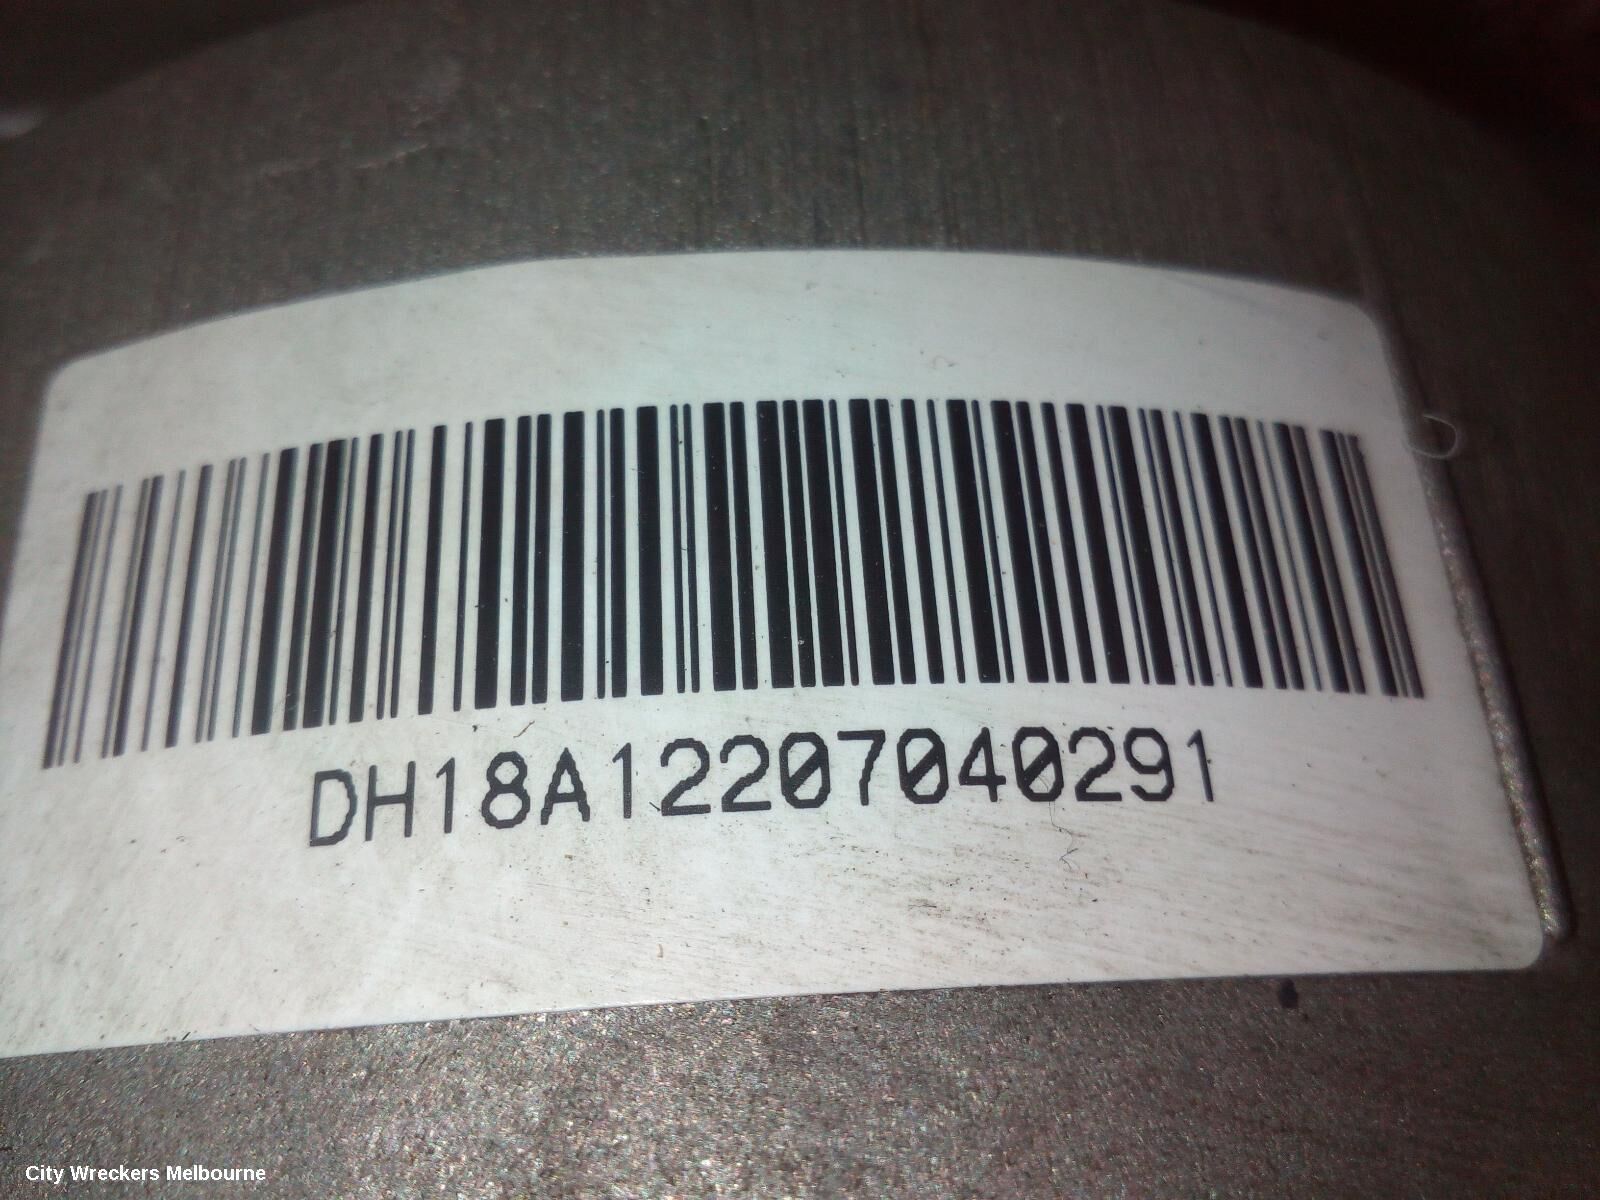 DH18A12207040291
City Wreckers Melbourne